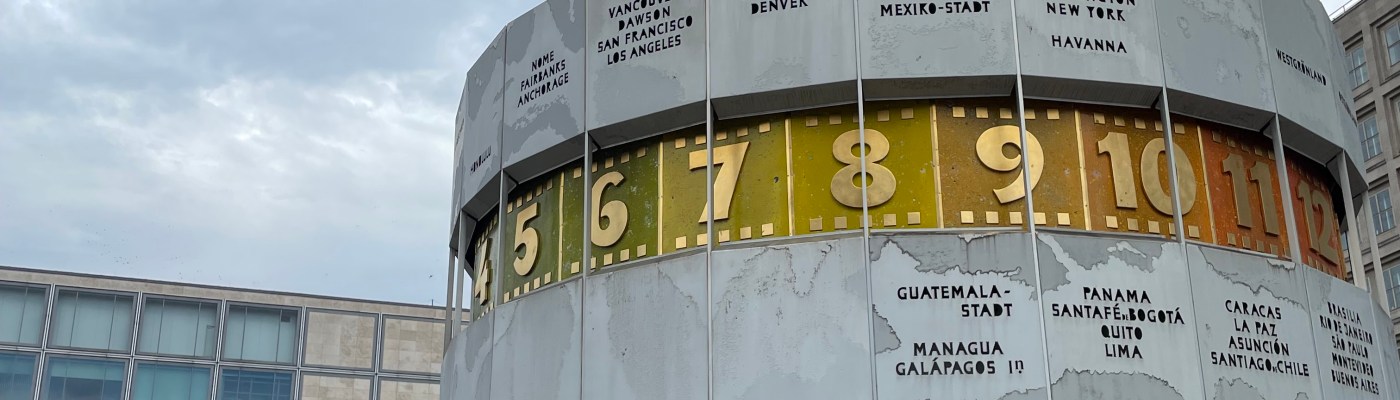 HONOLULU
NOME
FAIRBANKS
ANCHORAGE
VANCOUVER
DAWSON
SAN FRANCISCO
LOS ANGELES
DENVER
MEXIKO-STADT
NEW YORK
HAVANNA
WESTGRÖNLAND
4 5 6 7 8 9 10 11 12
GUATEMALA-
STADT
MANAGUA
GALÁPAGOS IN
PANAMA
SANTAFÉ D. BOGOTÁ
QUITO
LIMA
CARACAS
LA PAZ
ASUNCIÓN
SANTIAGO DE CHILE
BRASILIA
RIO DE JANEIRO
SÃO PAULO
MONTEVIDEO
BUENOS AIRES